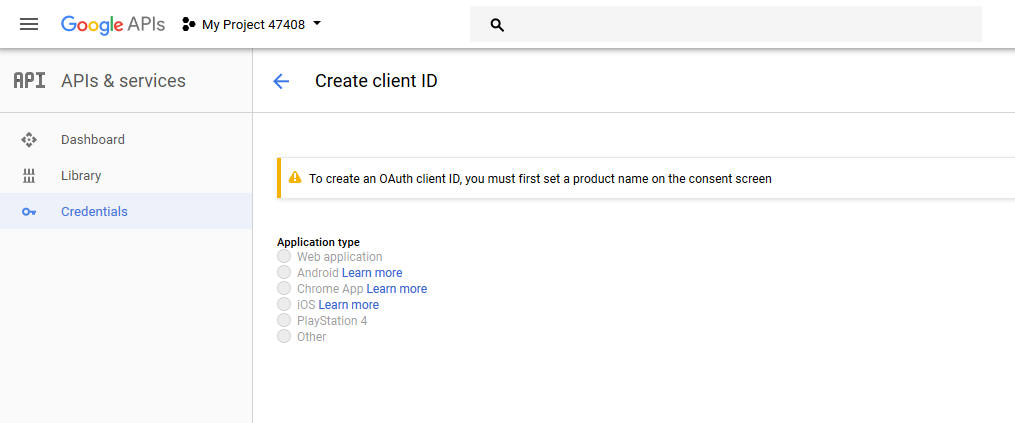 Google APIs My Project 47408
API APIs & services
Create client ID
Dashboard
Library
Credentials
To create an OAuth client ID, you must first set a product name on the consent screen
Application type
Web application
Android Learn more
Chrome App Learn more
iOS Learn more
PlayStation 4
Other